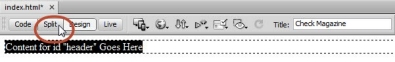 index.html* ×
Code Split Design Live Title: Check Magazine
Content for id "header" Goes Here